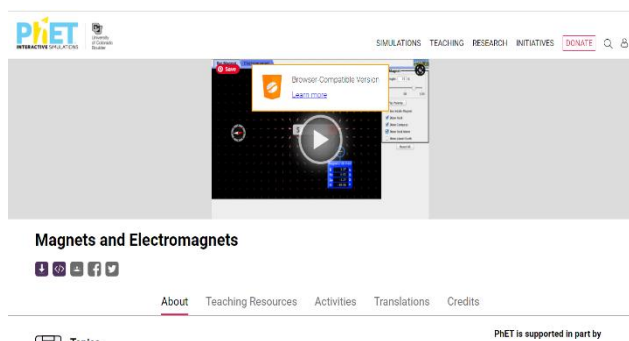 PhET
INTERACTIVE SIMULATIONS
University
of Colorado
Boulder
SIMULATIONS TEACHING RESEARCH INITIATIVES DONATE
Save
Browser-Compatible Version
Learn more
Magnets and Electromagnets
About Teaching Resources Activities Translations Credits
PhET is supported in part by